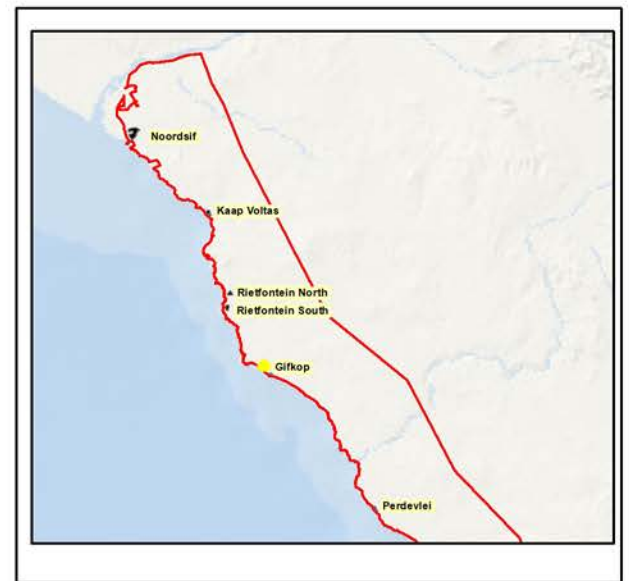 Noordsif
Kaap Voltas
Rietfontein North
Rietfontein South
Gifkop
Perdevlei